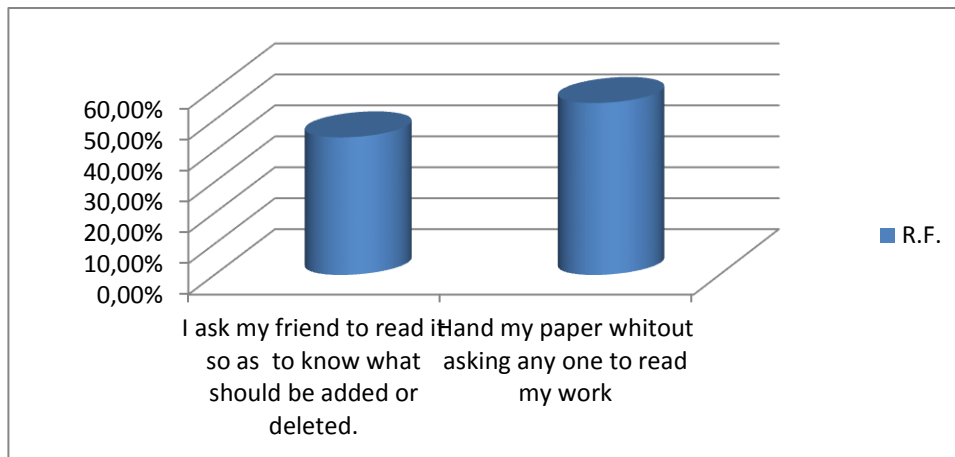 60,00%
50,00%
40,00%
30,00%
20,00%
10,00%
0,00%
R.F.
I ask my friend to read it
so as to know what
should be added or
deleted.
Hand my paper whitout
asking any one to read
my work